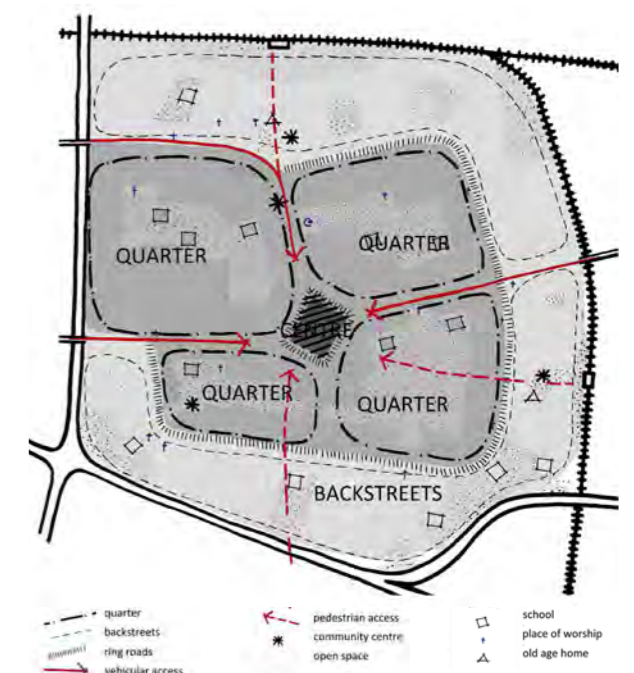 QUARTER
QUARTER
CENTRE
QUARTER
QUARTER
BACKSTREETS
quarter
backstreets
ring roads
vehicular access
pedestrian access
community centre
open space
school
place of worship
old age home